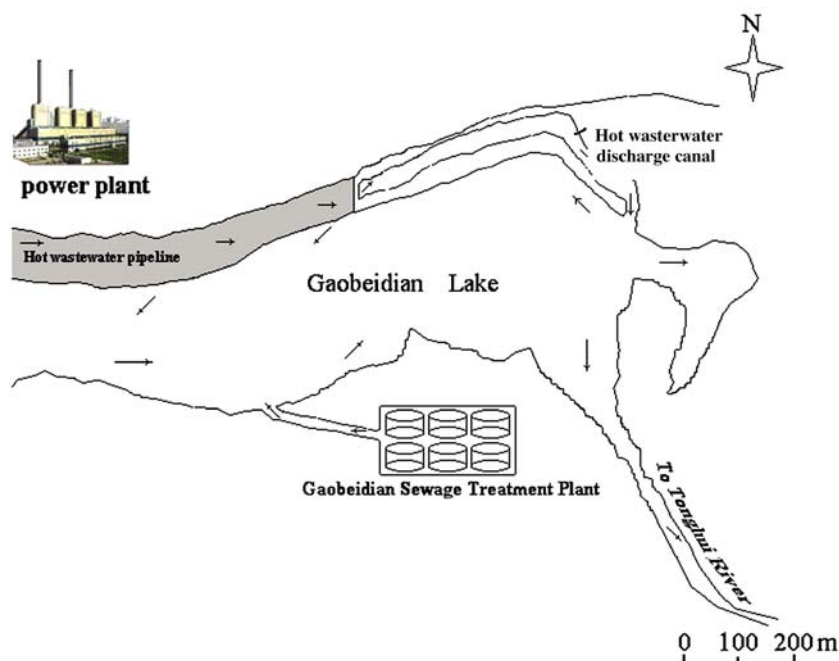 N
Hot wasterwater
discharge canal
power plant
Hot wastewater pipeline
Gaobeidian Lake
Gaobeidian Sewage Treatment Plant
To Tonghui River
0 100 200 m